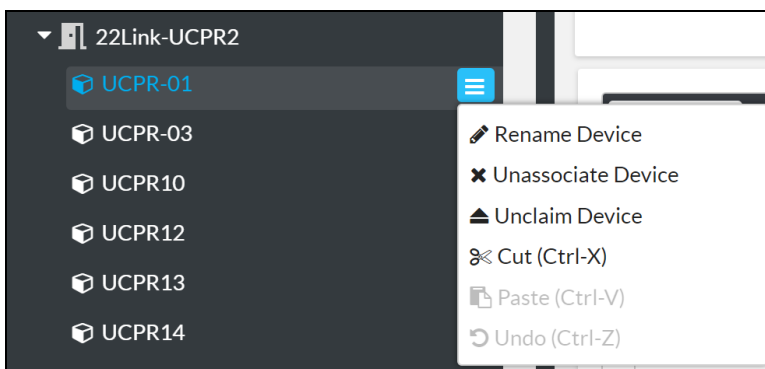 22Link-UCPR2
UCPR-01
UCPR-03
UCPR10
UCPR12
UCPR13
UCPR14
Rename Device
Unassociate Device
Unclaim Device
Cut (Ctrl-X)
Paste (Ctrl-V)
Undo (Ctrl-Z)